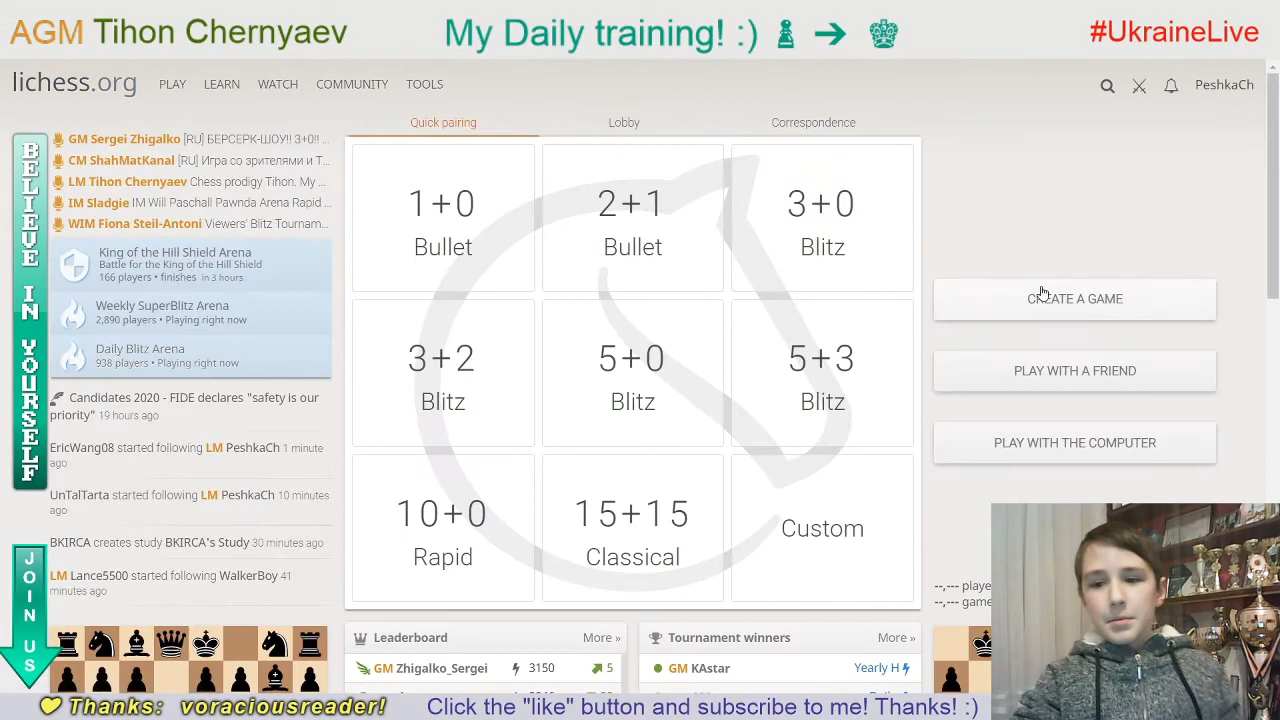 AGM Tihon Chernyaev
My Daily training! :)
#UkraineLive
lichess.org
PLAY LEARN WATCH COMMUNITY TOOLS
PeshkaCh
BELIEVE IN YOURSELF
JOIN US
GM Sergei Zhigalko [RU] БЕРСЕРК-ШОУ!! 3+0!! ...
CM ShahMatKanal [RU] Игра со зрителями и Т...
LM Tihon Chernyaev Chess prodigy Tihon. My ...
IM Sladgie IM Will Paschall Pawnda Arena Rapid ...
WIM Fiona Steil-Antoni Viewers' Blitz Tournam...
King of the Hill Shield Arena
Battle for the King of the Hill Shield
166 players • finishes in 3 hours
Weekly SuperBlitz Arena
2,890 players • Playing right now
Daily Blitz Arena
938 players • Playing right now
Candidates 2020 - FIDE declares "safety is our
priority" 19 hours ago
EricWang08 started following LM PeshkaCh 1 minute
ago
UnTalTarta started following LM PeshkaCh 10 minutes
ago
BKIRCA creates study BKIRCA's Study 30 minutes ago
LM Lance5500 started following WalkerBoy 41
minutes ago
Quick pairing Lobby Correspondence
1+0 2+1 3+0
Bullet Bullet Blitz
3+2 5+0 5+3
Blitz Blitz Blitz
10+0 15+15 Custom
Rapid Classical
CREATE A GAME
PLAY WITH A FRIEND
PLAY WITH THE COMPUTER
--,--- playe
--,--- game
Leaderboard More »
GM Zhigalko_Sergei 3150 5
Tournament winners More »
GM KAstar Yearly H
Thanks: voraciousreader!
Click the "like" button and subscribe to me! Thanks! :)